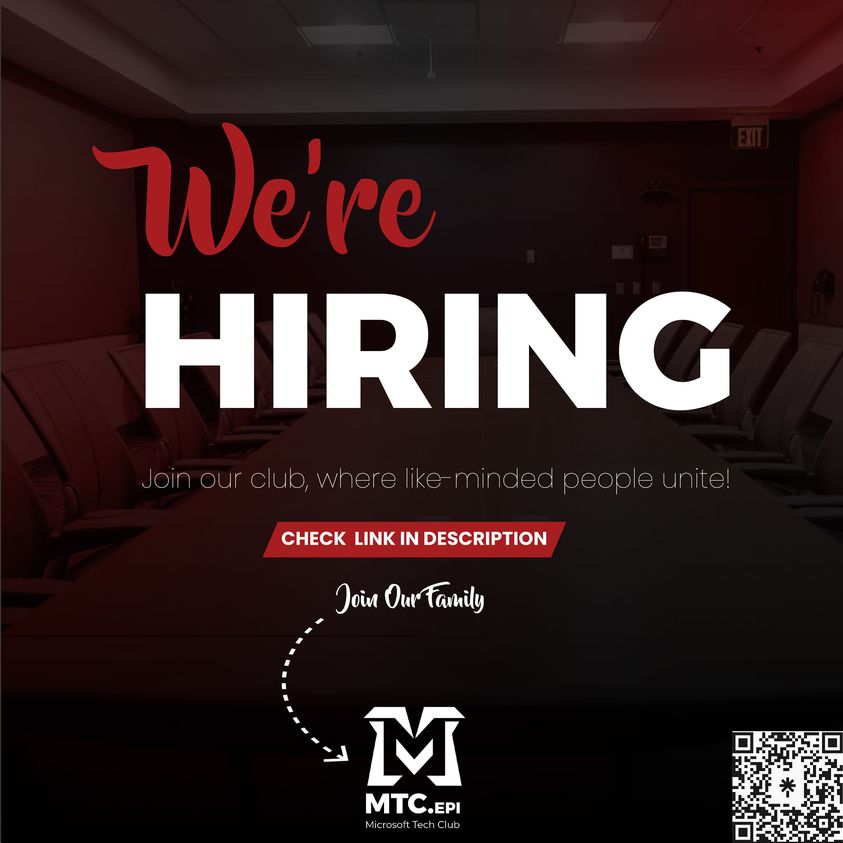 EXIT
We're
HIRING
Join our club, where like-minded people unite!
CHECK LINK IN DESCRIPTION
Join Our Family
M
MTC.EPI
Microsoft Tech Club